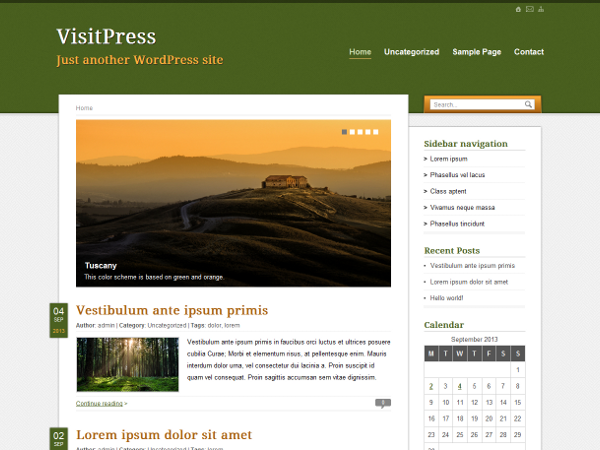 VisitPress
Just another WordPress site
Home Uncategorized Sample Page Contact
Home
Search...
Tuscany
This color scheme is based on green and orange.
04
SEP
2013
Vestibulum ante ipsum primis
Author: admin | Category: Uncategorized | Tags: dolor, lorem
Vestibulum ante ipsum primis in faucibus orci luctus et ultrices posuere
cubilia Curae; Morbi et elementum risus, at pellentesque enim. Mauris
interdum dolor urna, vel consectetur dui lacinia a. Proin suscipit id
quam vel consequat. Proin sagittis accumsan sem vitae dignissim.
Continue reading >
0
02
SEP
Lorem ipsum dolor sit amet
Author: admin | Category: Uncategorized | Tags: lorem
Sidebar navigation
> Lorem ipsum
> Phasellus vel lacus
> Class aptent
> Vivamus neque massa
> Phasellus tincidunt
Recent Posts
• Vestibulum ante ipsum primis
• Lorem ipsum dolor sit amet
• Hello world!
Calendar
September 2013
M T W T F S S
1
2 3 4 5 6 7 8
9 10 11 12 13 14 15
16 17 18 19 20 21 22
23 24 25 26 27 28 29
30